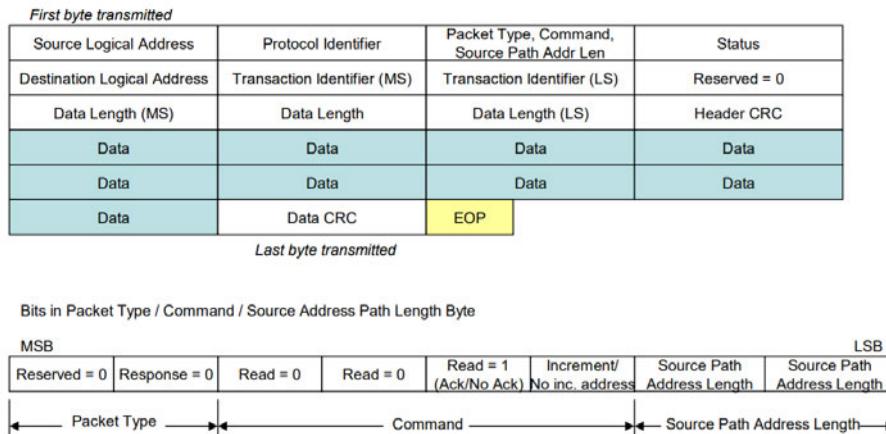 First byte transmitted
Source Logical Address Protocol Identifier Packet Type, Command, Source Path Addr Len Status
Destination Logical Address Transaction Identifier (MS) Transaction Identifier (LS) Reserved = 0
Data Length (MS) Data Length Data Length (LS) Header CRC
Data Data Data Data
Data Data Data Data
Data Data CRC EOP
Last byte transmitted
Bits in Packet Type / Command / Source Address Path Length Byte
MSB LSB
Reserved = 0 Response = 0 Read = 0 Read = 0 Read = 1 (Ack/No Ack) Increment/ No inc. address Source Path Address Length Source Path Address Length
Packet Type Command Source Path Address Length